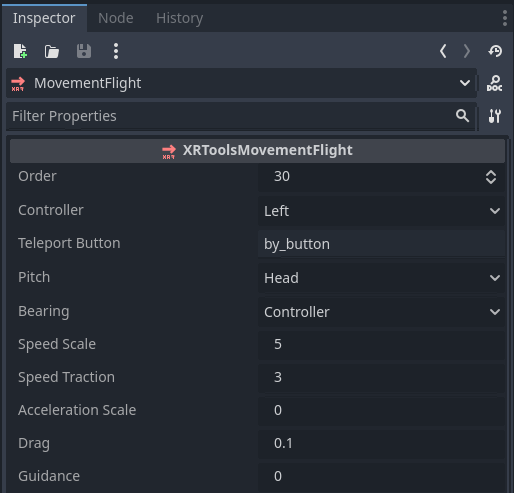 Inspector Node History
MovementFlight
DOC
Filter Properties
XRToolsMovementFlight
Order 30
Controller Left
Teleport Button by_button
Pitch Head
Bearing Controller
Speed Scale 5
Speed Traction 3
Acceleration Scale 0
Drag 0.1
Guidance 0